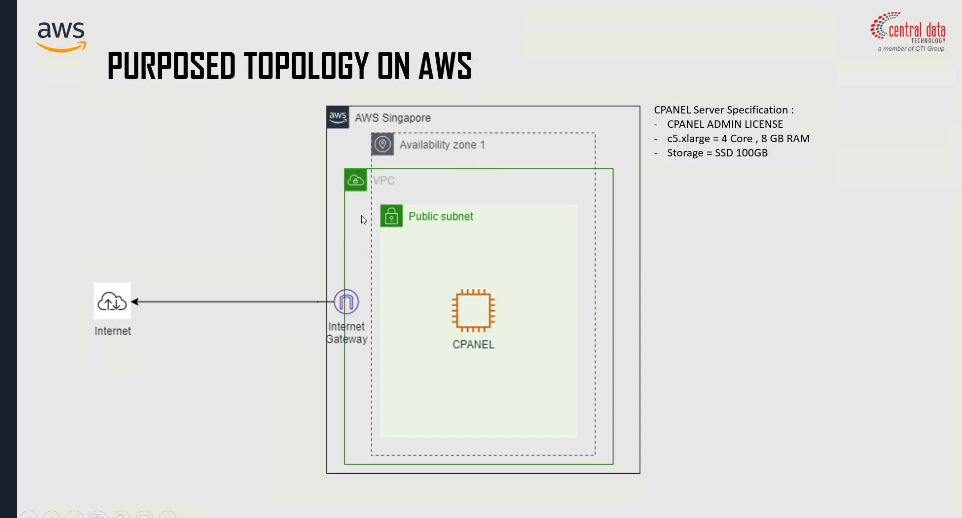 aws
central data
TECHNOLOGY
a member of CTI Group
PURPOSED TOPOLOGY ON AWS
CPANEL Server Specification :
- CPANEL ADMIN LICENSE
- c5.xlarge = 4 Core , 8 GB RAM
- Storage = SSD 100GB
aws
AWS Singapore
Availability zone 1
VPC
Public subnet
Internet
Internet
Gateway
CPANEL